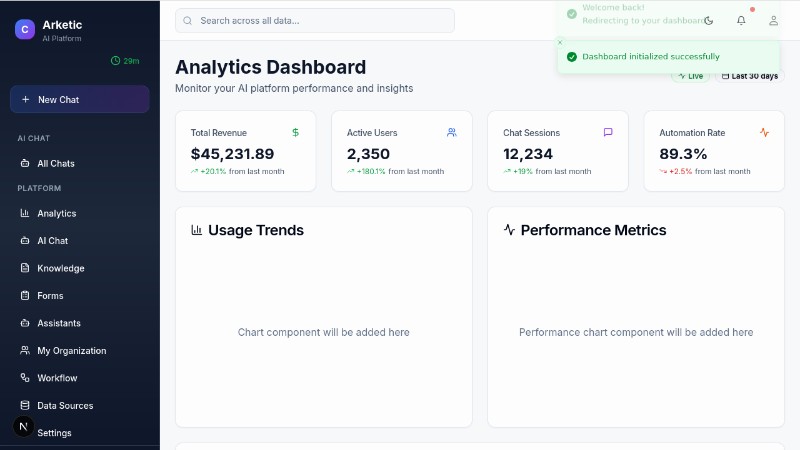 C
Arketic
AI Platform
29m
New Chat
AI CHAT
All Chats
PLATFORM
Analytics
AI Chat
Knowledge
Forms
Assistants
My Organization
Workflow
Data Sources
N
Settings
Search across all data...
Welcome back!
Redirecting to your dashboard
Dashboard initialized successfully
Analytics Dashboard
Monitor your AI platform performance and insights
Live
Last 30 days
Total Revenue
$45,231.89
+20.1% from last month
Active Users
2,350
+180.1% from last month
Chat Sessions
12,234
+19% from last month
Automation Rate
89.3%
+2.5% from last month
Usage Trends
Chart component will be added here
Performance Metrics
Performance chart component will be added here